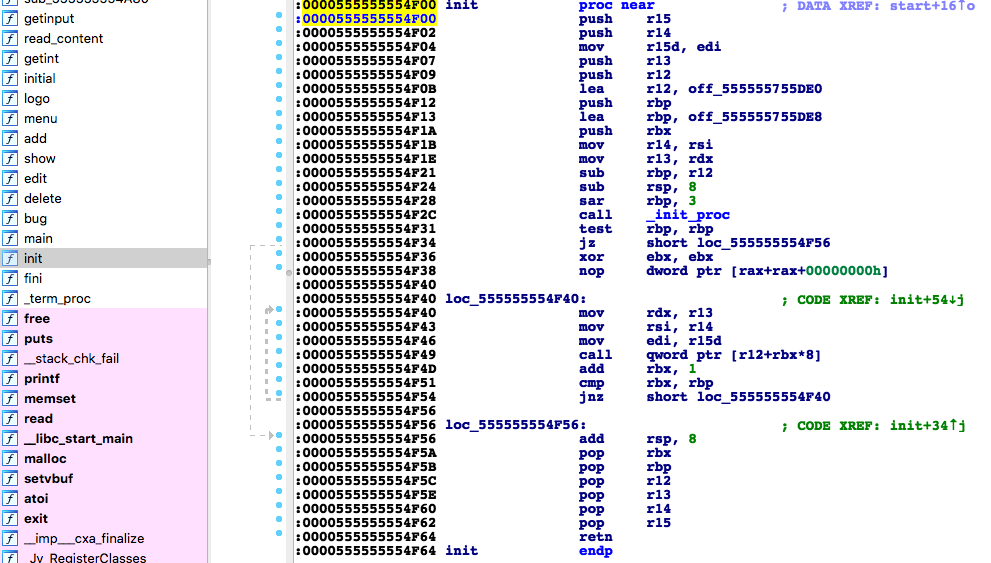 getinput
read_content
getint
initial
logo
menu
add
show
edit
delete
bug
main
init
fini
_term_proc
free
puts
__stack_chk_fail
printf
memset
read
__libc_start_main
malloc
setvbuf
atoi
exit
__imp___cxa_finalize
_Jv_RegisterClasses
:0000555555554F00 init proc near ; DATA XREF: start+16↑o
:0000555555554F00 push r15
:0000555555554F02 push r14
:0000555555554F04 mov r15d, edi
:0000555555554F07 push r13
:0000555555554F09 push r12
:0000555555554F0B lea r12, off_555555755DE0
:0000555555554F12 push rbp
:0000555555554F13 lea rbp, off_555555755DE8
:0000555555554F1A push rbx
:0000555555554F1B mov r14, rsi
:0000555555554F1E mov r13, rdx
:0000555555554F21 sub rbp, r12
:0000555555554F24 sub rsp, 8
:0000555555554F28 sar rbp, 3
:0000555555554F2C call _init_proc
:0000555555554F31 test rbp, rbp
:0000555555554F34 jz short loc_555555554F56
:0000555555554F36 xor ebx, ebx
:0000555555554F38 nop dword ptr [rax+rax+00000000h]
:0000555555554F40
:0000555555554F40 loc_555555554F40: ; CODE XREF: init+54↓j
:0000555555554F40 mov rdx, r13
:0000555555554F43 mov rsi, r14
:0000555555554F46 mov edi, r15d
:0000555555554F49 call qword ptr [r12+rbx*8]
:0000555555554F4D add rbx, 1
:0000555555554F51 cmp rbx, rbp
:0000555555554F54 jnz short loc_555555554F40
:0000555555554F56
:0000555555554F56 loc_555555554F56: ; CODE XREF: init+34↑j
:0000555555554F56 add rsp, 8
:0000555555554F5A pop rbx
:0000555555554F5B pop rbp
:0000555555554F5C pop r12
:0000555555554F5E pop r13
:0000555555554F60 pop r14
:0000555555554F62 pop r15
:0000555555554F64 retn
:0000555555554F64 init endp